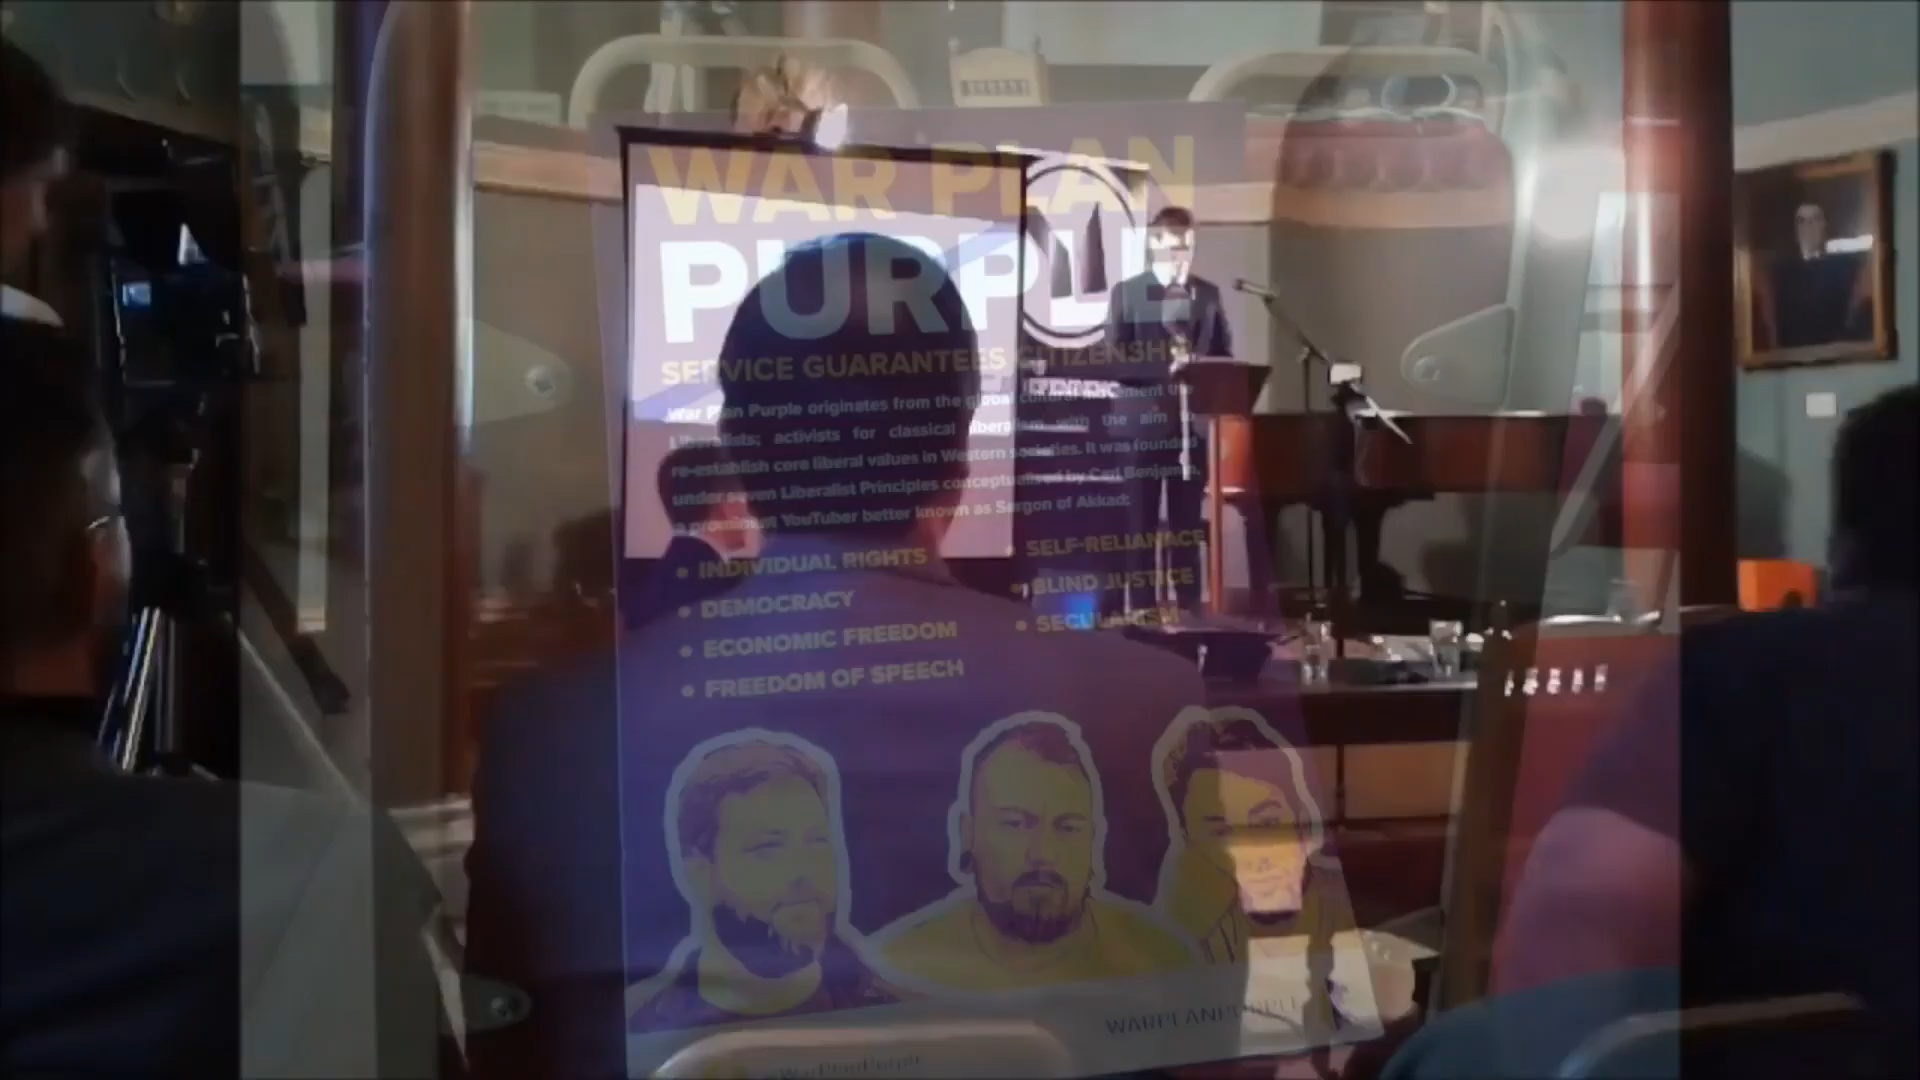 WAR PLAN
PURPLE
SERVICE GUARANTEES CITIZENSHIP
War Plan Purple originates from the global cultural movement the
Liberalists; activists for classical liberalism with the aim to
re-establish core liberal values in Western societies. It was founded
under seven Liberalist Principles conceptualised by Carl Benjamin,
a prominent YouTuber better known as Sargon of Akkad:
• INDIVIDUAL RIGHTS
• DEMOCRACY
• ECONOMIC FREEDOM
• FREEDOM OF SPEECH
• SELF-RELIANACE
• BLIND JUSTICE
• SECULARISM
WARPLANPURPLE
WarPlanPurple